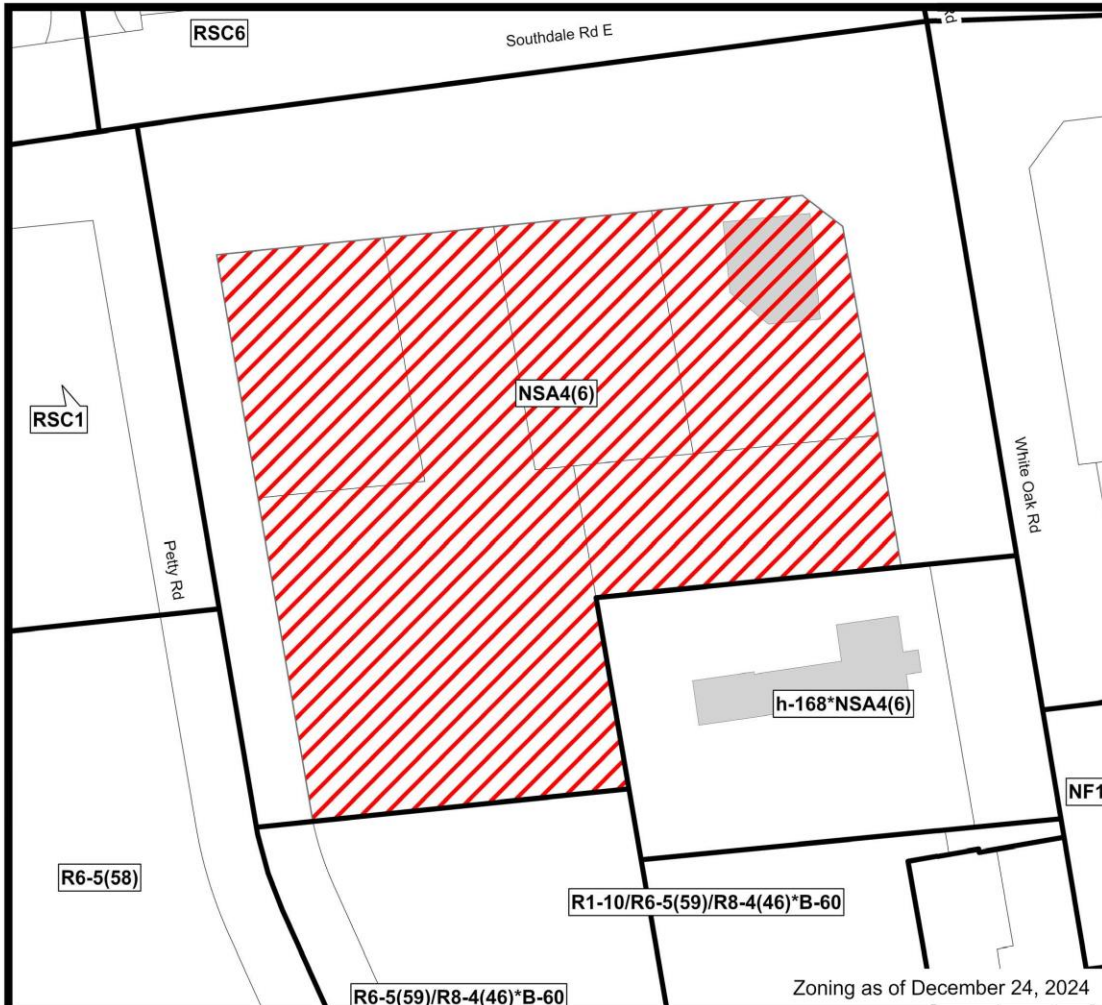 RSC6
Southdale Rd E
Rd
NSA4(6)
RSC1
White Oak Rd
Petty Rd
h-168*NSA4(6)
NF1
R6-5(58)
R1-10/R6-5(59)/R8-4(46)*B-60
R6-5(59)/R8-4(46)*B-60
Zoning as of December 24, 2024